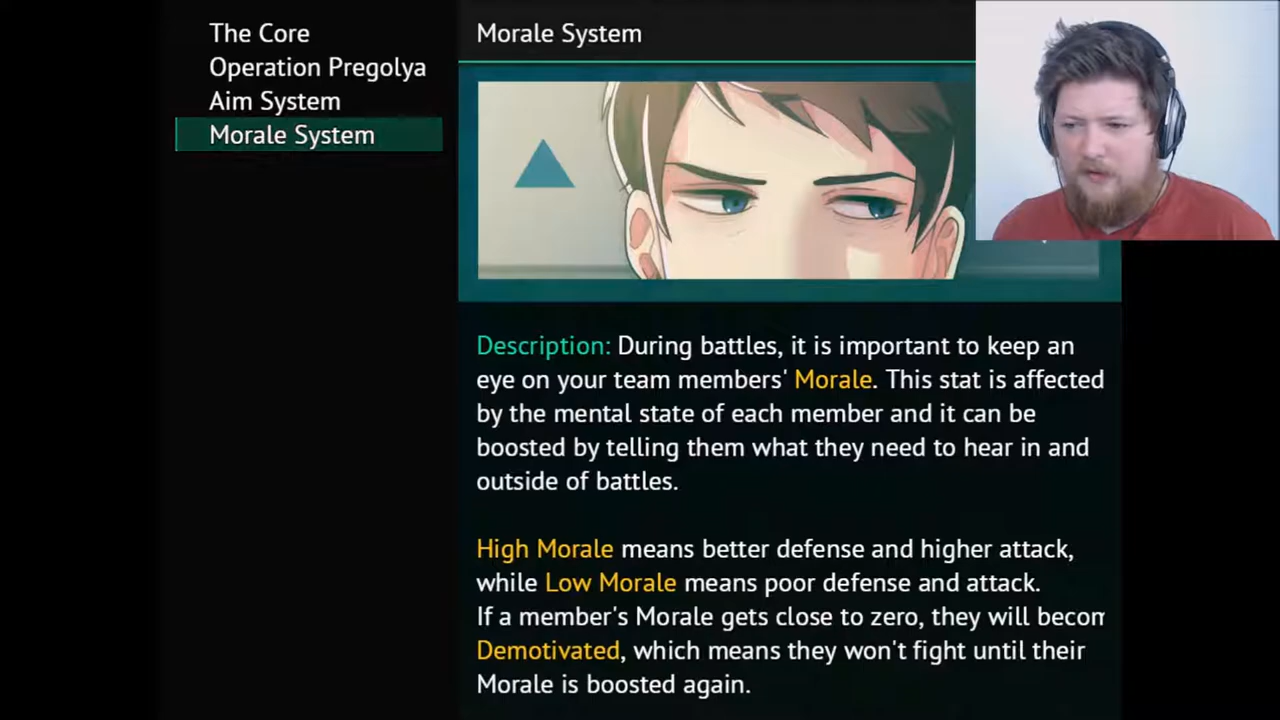 The Core
Operation Pregolya
Aim System
Morale System
Morale System
Description: During battles, it is important to keep an
eye on your team members' Morale. This stat is affected
by the mental state of each member and it can be
boosted by telling them what they need to hear in and
outside of battles.
High Morale means better defense and higher attack,
while Low Morale means poor defense and attack.
If a member's Morale gets close to zero, they will becom
Demotivated, which means they won't fight until their
Morale is boosted again.